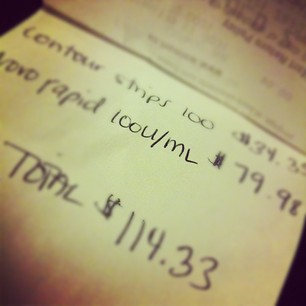 contour strips 100 $34.35
Novo rapid 100U/mL $79.98
TOTAL $114.33